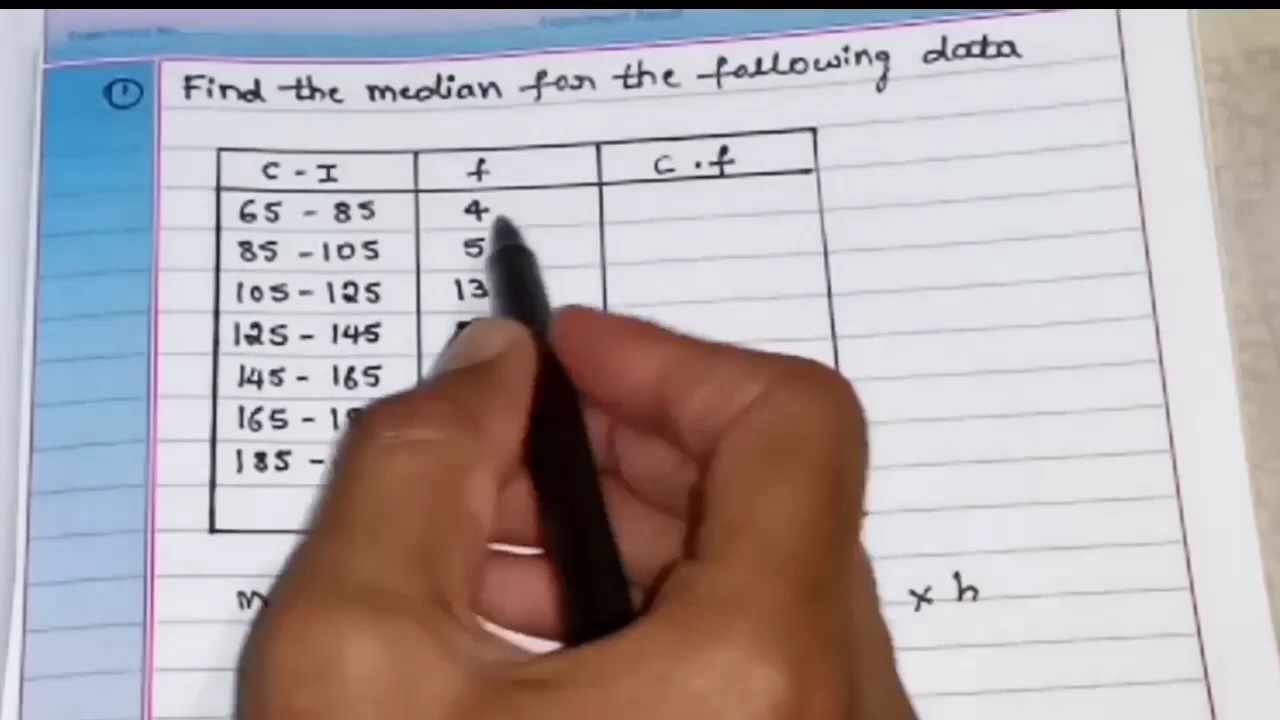 1 Find the median for the following data
C - I f C.f
65 - 85 4
85 - 105 5
105 - 125 13
125 - 145
145 - 165
165 -
185 -
× h